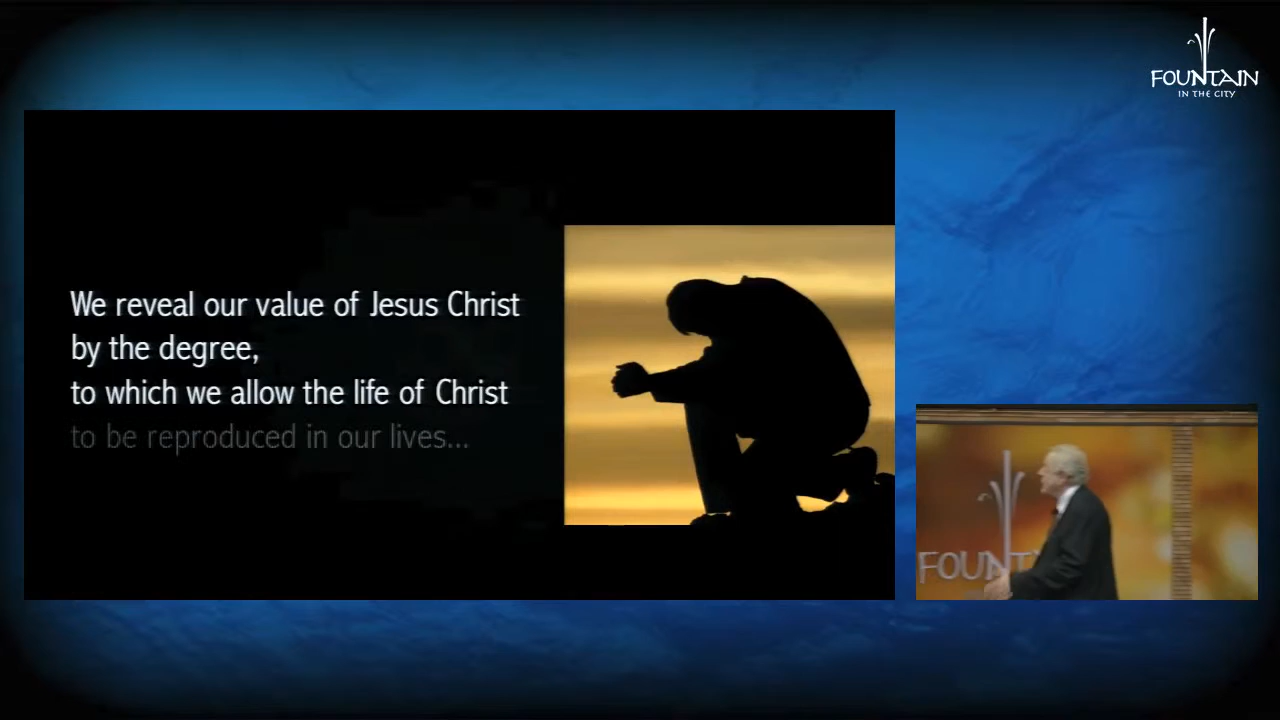 FOUNTAIN
IN THE CITY
We reveal our value of Jesus Christ
by the degree,
to which we allow the life of Christ
to be reproduced in our lives...
FOUNT